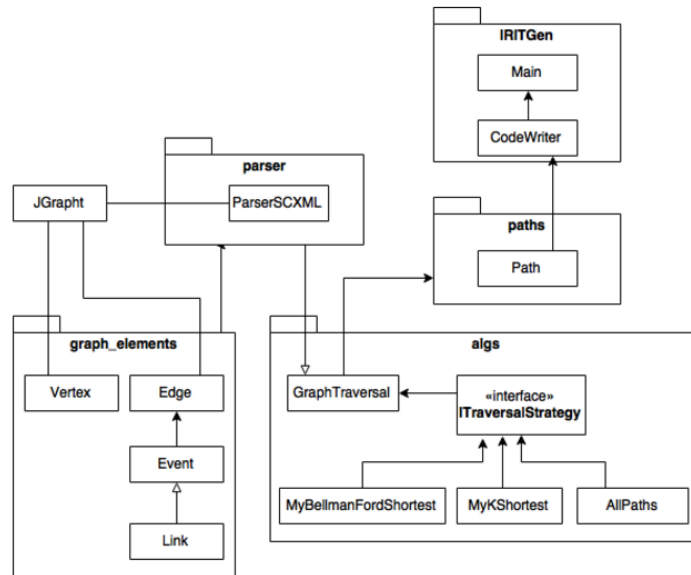 IRITGen
Main
CodeWriter
parser
JGrapht
ParserSCXML
paths
Path
graph_elements
algs
Vertex
Edge
GraphTraversal
«interface»
ITraversalStrategy
Event
MyBellmanFordShortest
MyKShortest
AllPaths
Link